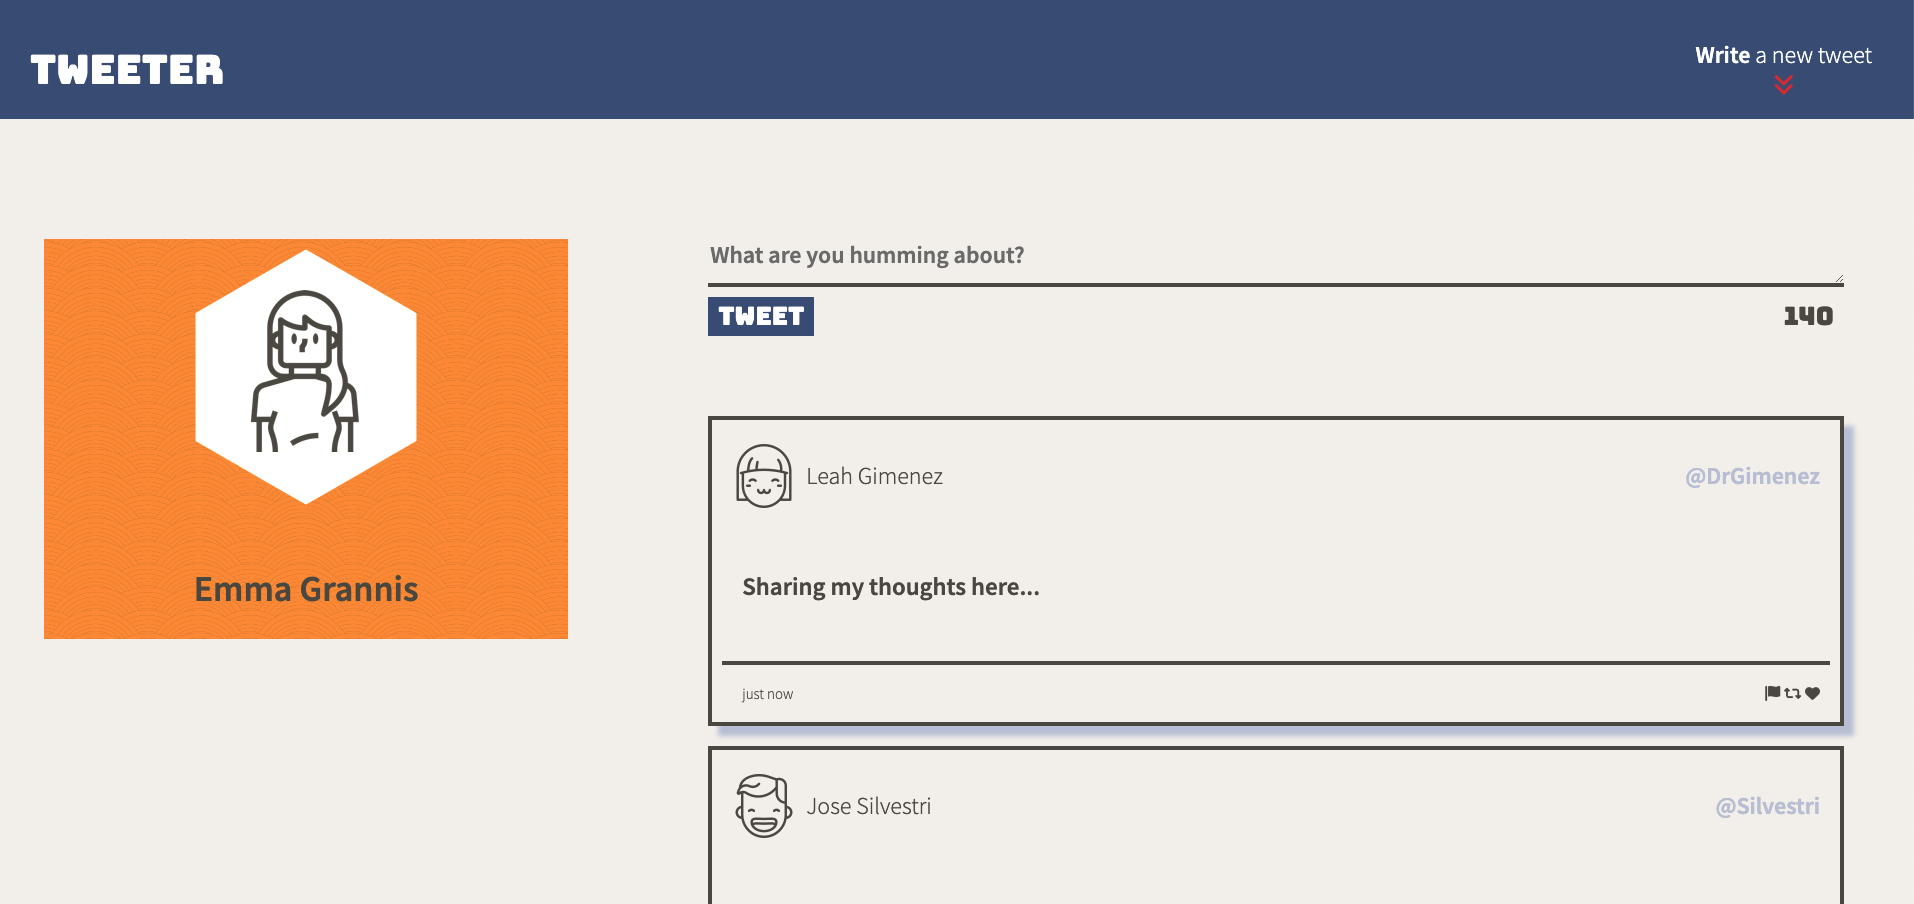 TWEETER
Write a new tweet
Emma Grannis
What are you humming about?
TWEET
140
Leah Gimenez
@DrGimenez
Sharing my thoughts here...
just now
Jose Silvestri
@Silvestri